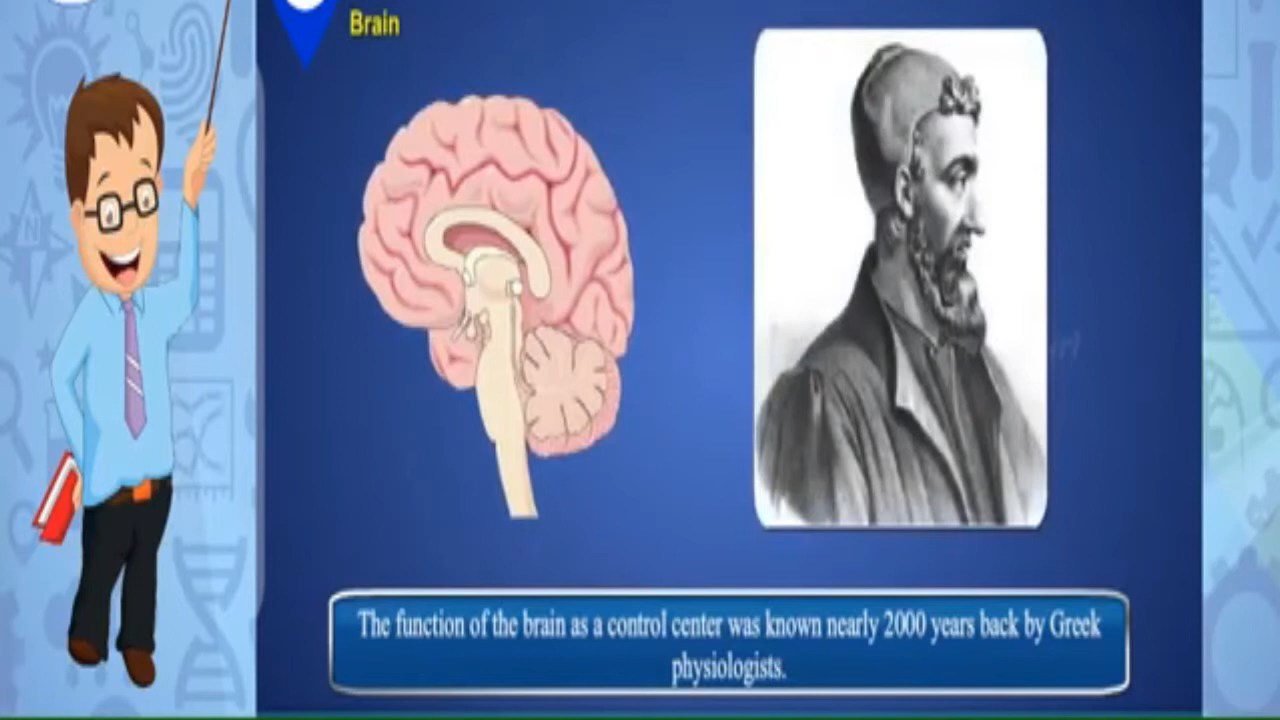 Brain
The function of the brain as a control center was known nearly 2000 years back by Greek
physiologists.